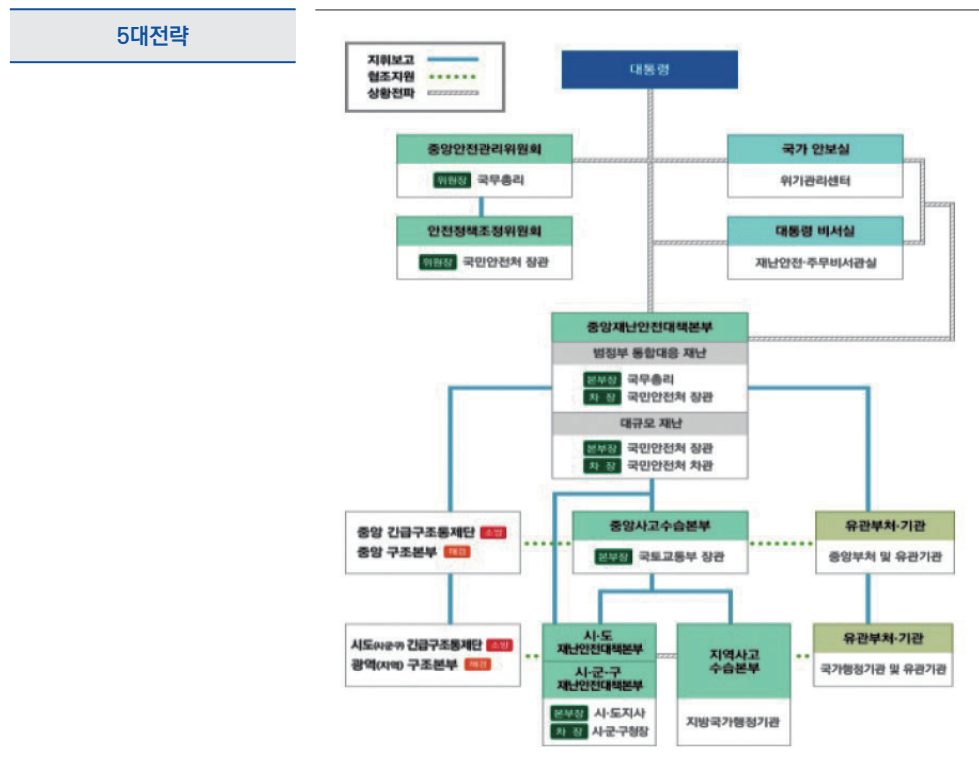 5대전략
지휘보고
협조지원
상황전파
대통령
중앙안전관리위원회
위원장 국무총리
국가 안보실
위기관리센터
안전정책조정위원회
위원장 국민안전처 장관
대통령 비서실
재난안전·주무비서관실
중앙재난안전대책본부
범정부 통합대응 재난
본부장 국무총리
차 장 국민안전처 장관
대규모 재난
본부장 국민안전처 장관
차 장 국민안전처 차관
중앙 긴급구조통제단 소방
중앙 구조본부 해경
중앙사고수습본부
본부장 국토교통부 장관
유관부처·기관
중앙부처 및 유관기관
시도(시군구) 긴급구조통제단 소방
광역(지역) 구조본부 해경
시·도
재난안전대책본부
시·군·구
재난안전대책본부
본부장 시·도지사
차 장 시·군·구청장
지역사고
수습본부
지방국가행정기관
유관부처·기관
국가행정기관 및 유관기관